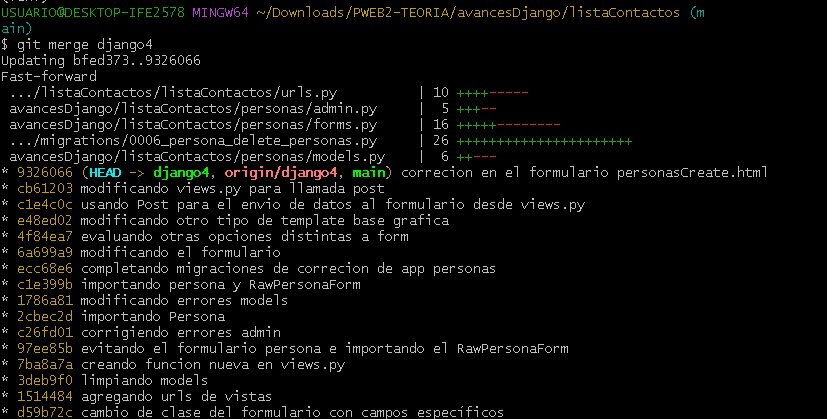 USUARIO@DESKTOP-IFE2578 MINGW64 ~/Downloads/PWEB2-TEORIA/avancesDjango/listaContactos (m
ain)
$ git merge django4
Updating bfed373..9326066
Fast-forward
 .../listaContactos/listaContactos/urls.py          | 10 ++++-----
 avancesDjango/listaContactos/personas/admin.py     |  5 +++--
 avancesDjango/listaContactos/personas/forms.py     | 16 +++++--------
 .../migrations/0006_persona_delete_personas.py     | 26 ++++++++++++++++++++++
 avancesDjango/listaContactos/personas/models.py    |  6 ++---
* 9326066 (HEAD -> django4, origin/django4, main) correcion en el formulario personasCreate.html
* cb61203 modificando views.py para llamada post
* c1e4c0c usando Post para el envio de datos al formulario desde views.py
* e48ed02 modificando otro tipo de template base grafica
* 4f84ea7 evaluando otras opciones distintas a form
* 6a699a9 modificando el formulario
* ecc68e6 completando migraciones de correcion de app personas
* c1e399b importando persona y RawPersonaForm
* 1786a81 modificando errores models
* 2cbec2d importando Persona
* c26fd01 corrigiendo errores admin
* 97ee85b evitando el formulario persona e importando el RawPersonaForm
* 7ba8a7a creando funcion nueva en views.py
* 3deb9f0 limpiando models
* 1514484 agregando urls de vistas
* d59b72c cambio de clase del formulario con campos específicos